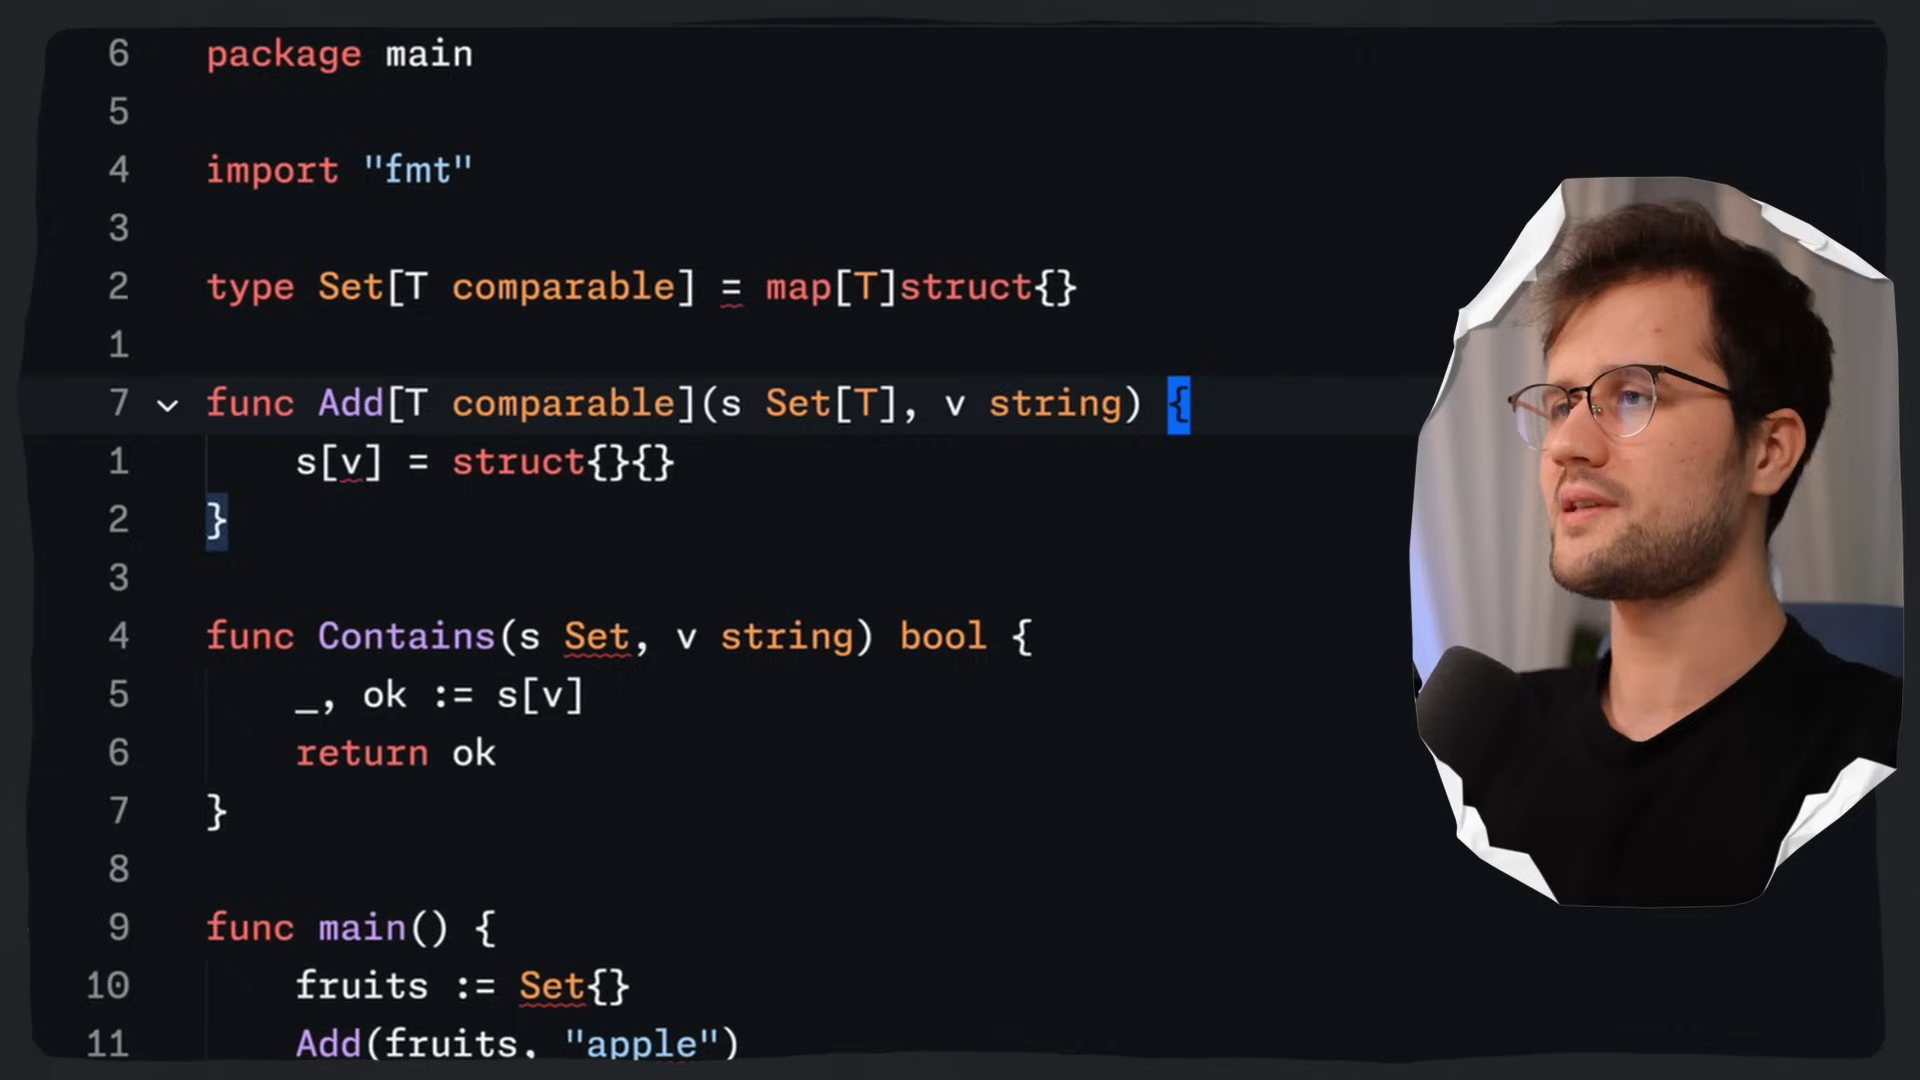 6 package main
5
4 import "fmt"
3
2 type Set[T comparable] = map[T]struct{}
1
7 func Add[T comparable](s Set[T], v string) {
1 s[v] = struct{}{}
2 }
3
4 func Contains(s Set, v string) bool {
5 _, ok := s[v]
6 return ok
7 }
8
9 func main() {
10 fruits := Set{}
11 Add(fruits, "apple")